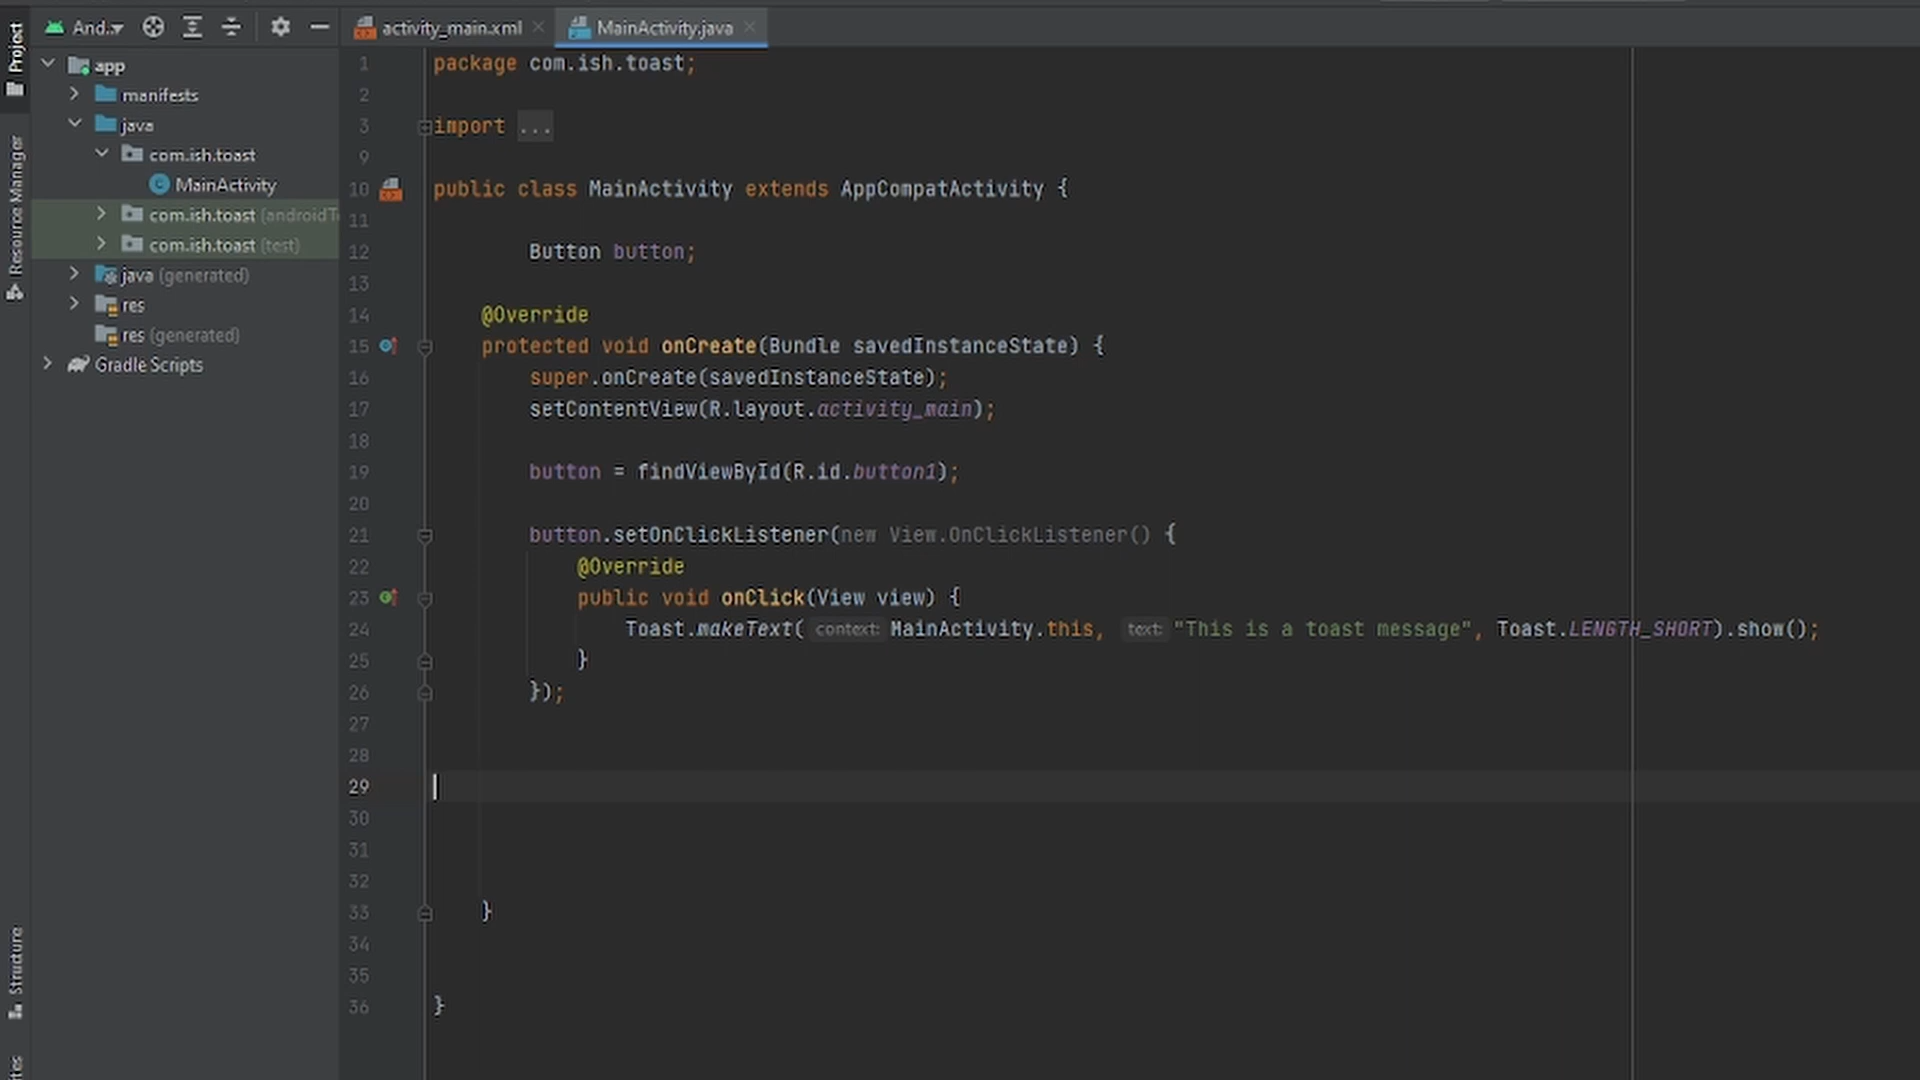 And..
activity_main.xml
MainActivity.java
Project
Resource Manager
Structure
app
manifests
java
com.ish.toast
MainActivity
com.ish.toast (androidTe
com.ish.toast (test)
java (generated)
res
res (generated)
Gradle Scripts
1 package com.ish.toast;
2
3 import ...
9
10 public class MainActivity extends AppCompatActivity {
11
12 Button button;
13
14 @Override
15 protected void onCreate(Bundle savedInstanceState) {
16 super.onCreate(savedInstanceState);
17 setContentView(R.layout.activity_main);
18
19 button = findViewById(R.id.button1);
20
21 button.setOnClickListener(new View.OnClickListener() {
22 @Override
23 public void onClick(View view) {
24 Toast.makeText( context: MainActivity.this, text: "This is a toast message", Toast.LENGTH_SHORT).show();
25 }
26 });
27
28
29
30
31
32
33 }
34
35
36 }